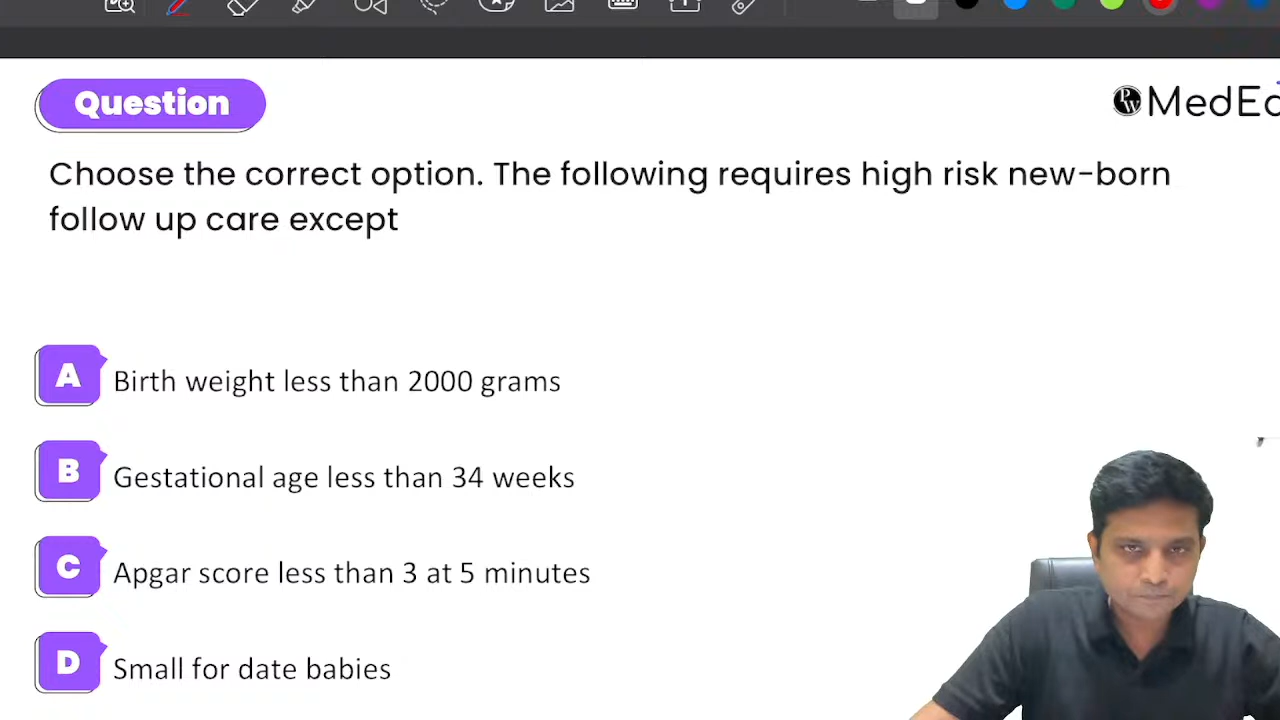 Question
PW MedEd
Choose the correct option. The following requires high risk new-born
follow up care except
A Birth weight less than 2000 grams
B Gestational age less than 34 weeks
C Apgar score less than 3 at 5 minutes
D Small for date babies